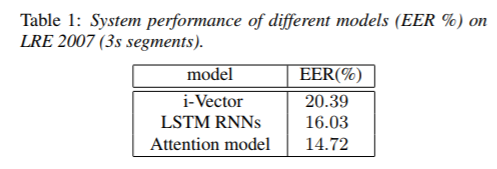 Table 1: System performance of different models (EER %) on
LRE 2007 (3s segments).
model EER(%)
i-Vector 20.39
LSTM RNNs 16.03
Attention model 14.72